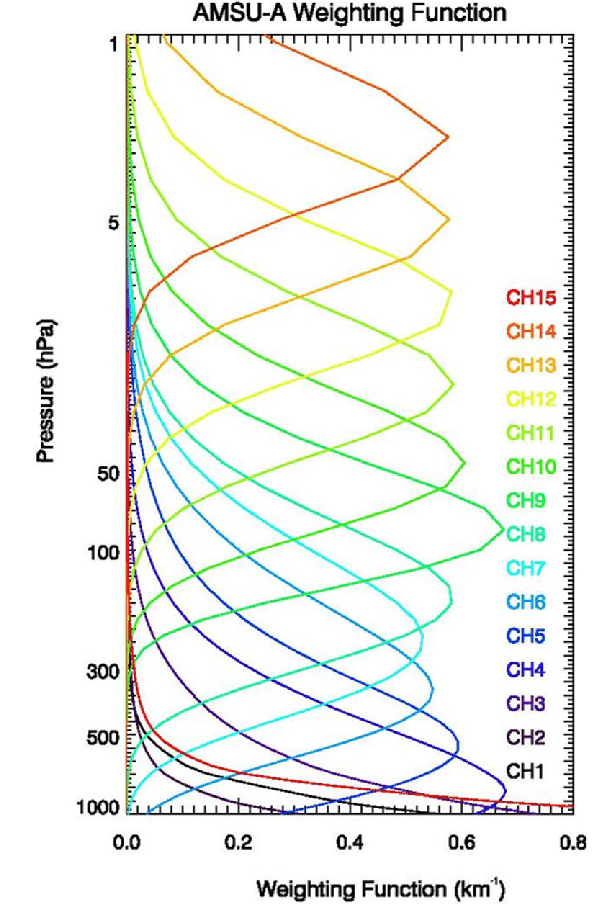 AMSU-A Weighting Function
1
5
50
100
300
500
1000
Pressure (hPa)
CH15
CH14
CH13
CH12
CH11
CH10
CH9
CH8
CH7
CH6
CH5
CH4
CH3
CH2
CH1
0.0 0.2 0.4 0.6 0.8
Weighting Function (km⁻¹)